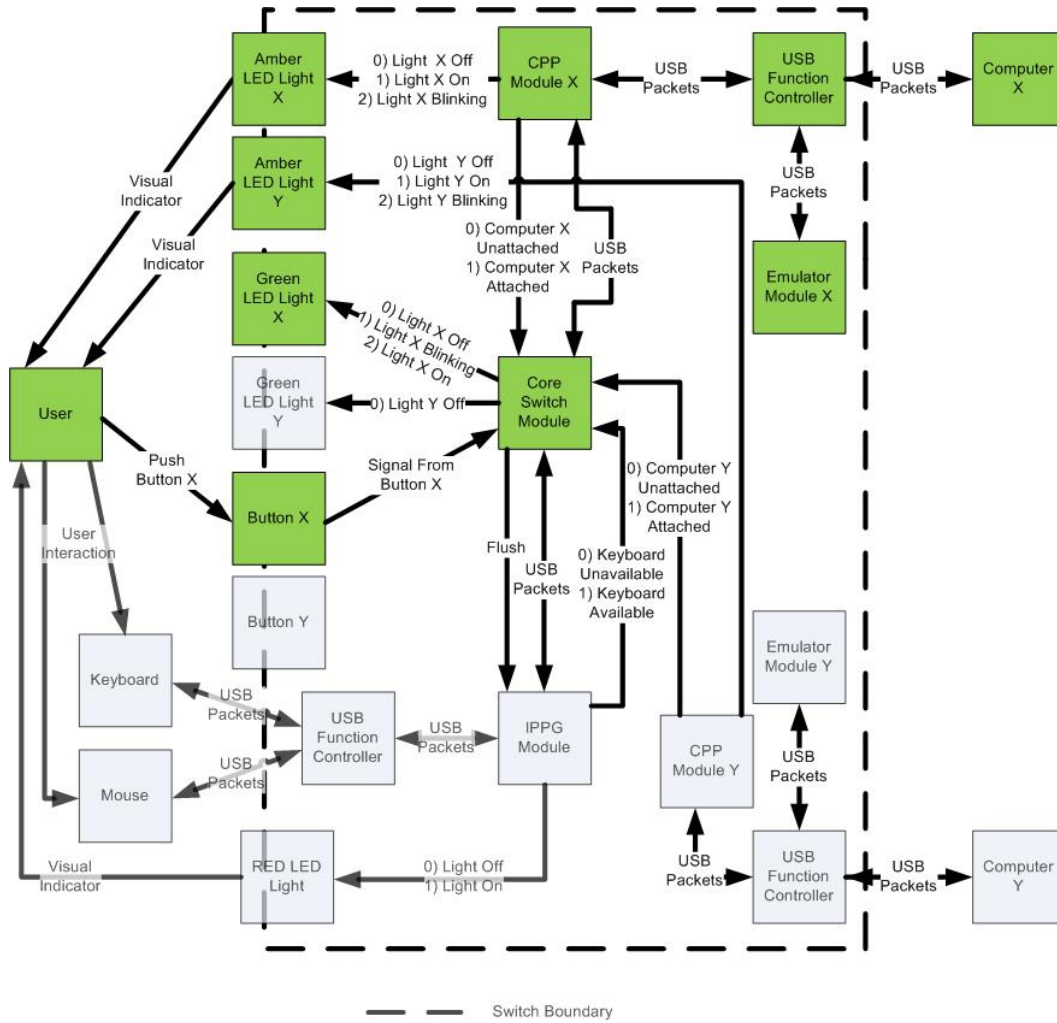 Amber
LED Light
X
0) Light  X Off
1) Light X On
2) Light X Blinking
CPP
Module X
USB
Packets
USB
Function
Controller
USB
Packets
Computer
X
Amber
LED Light
Y
0) Light  Y Off
1) Light Y On
2) Light Y Blinking
Visual
Indicator
Visual
Indicator
USB
Packets
0) Computer X
Unattached
1) Computer X
Attached
USB
Packets
Emulator
Module X
Green
LED Light
X
0) Light X Off
1) Light X Blinking
2) Light X On
Green
LED Light
Y
0) Light Y Off
Core
Switch
Module
User
Push
Button X
Signal From
Button X
Button X
0) Computer Y
Unattached
1) Computer Y
Attached
User
Interaction
Flush
USB
Packets
0) Keyboard
Unavailable
1) Keyboard
Available
Button Y
Emulator
Module Y
Keyboard
USB
Packets
USB
Function
Controller
USB
Packets
IPPG
Module
CPP
Module Y
USB
Packets
USB
Packets
Mouse
Visual
Indicator
RED LED
Light
0) Light Off
1) Light On
USB
Packets
USB
Function
Controller
USB
Packets
Computer
Y
Switch Boundary